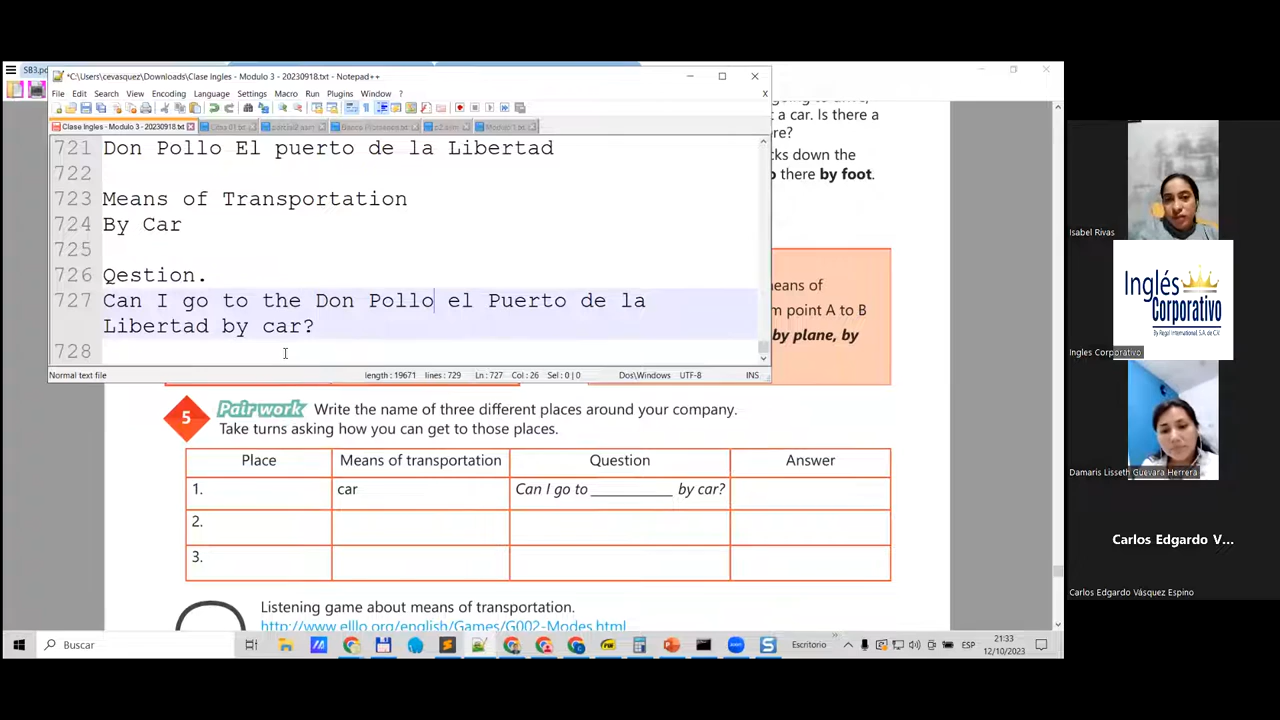 SB3.pd
*C:\Users\cevasquez\Downloads\Clase Ingles - Modulo 3 - 20230918.txt - Notepad++
File Edit Search View Encoding Language Settings Macro Run Plugins Window ?
X
Clase Ingles - Modulo 3 - 20230918.txt
721 Don Pollo El puerto de la Libertad
722
723 Means of Transportation
724 By Car
725
726 Qestion.
727 Can I go to the Don Pollo el Puerto de la
Libertad by car?
728
Normal text file length : 19671 lines : 729 Ln : 727 Col : 26 Sel : 0 | 0 Dos\Windows UTF-8 INS
a car. Is there a
cks down the
there by foot.
means of
point A to B
by plane, by
5 Pair work Write the name of three different places around your company.
Take turns asking how you can get to those places.
Place Means of transportation Question Answer
1. car Can I go to __________ by car?
2.
3.
Listening game about means of transportation.
http://www.elllo.org/english/Games/G002-Modes.html
Buscar
Escritorio
ESP
21:33
12/10/2023
Isabel Rivas
Inglés
Corporativo
By Regal International, S.A. de C.V.
Ingles Corporativo
Damaris Lisseth Guevara Herrera
Carlos Edgardo V...
Carlos Edgardo Vásquez Espino